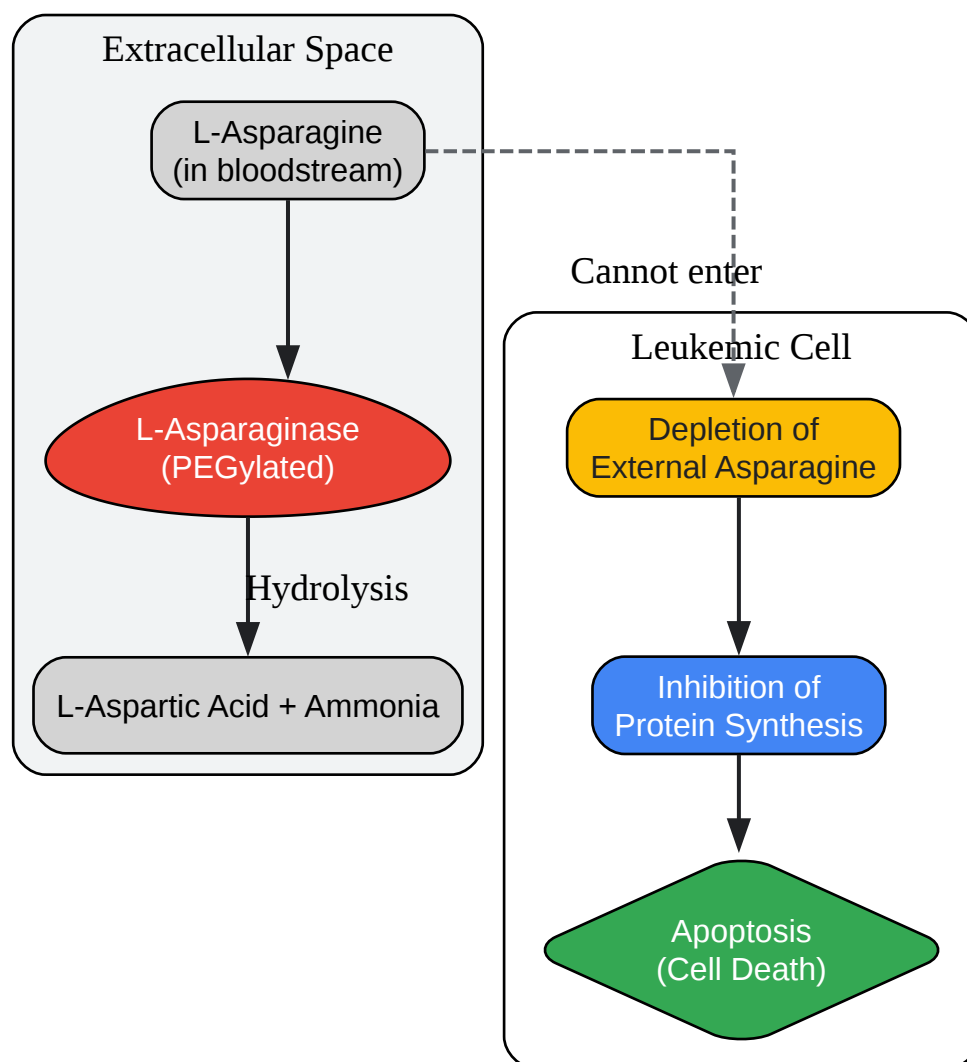 Extracellular Space
L-Asparagine
(in bloodstream)
Cannot enter
Leukemic Cell
L-Asparaginase
(PEGylated)
Depletion of
External Asparagine
Hydrolysis
L-Aspartic Acid + Ammonia
Inhibition of
Protein Synthesis
Apoptosis
(Cell Death)